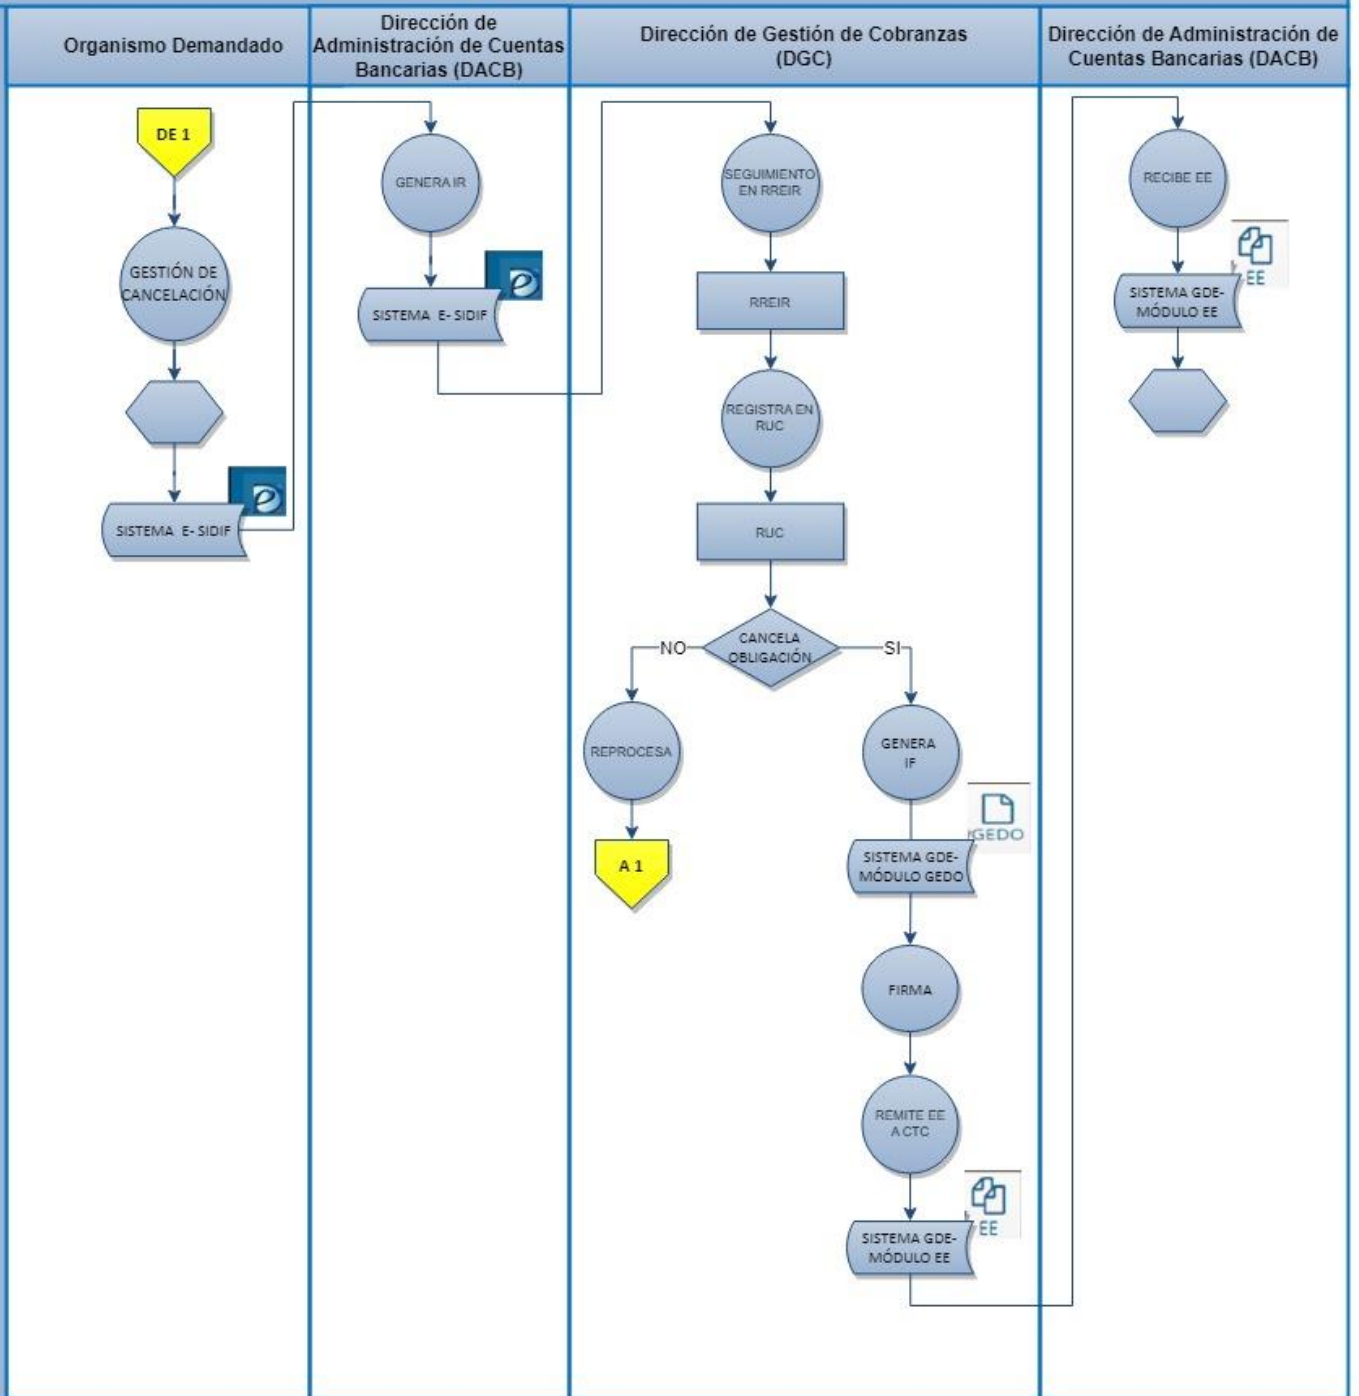 Organismo Demandado
Dirección de
Administración de Cuentas
Bancarias (DACB)
Dirección de Gestión de Cobranzas
(DGC)
Dirección de Administración de
Cuentas Bancarias (DACB)
DE 1
GESTIÓN DE
CANCELACIÓN
SISTEMA E- SIDIF
GENERA IR
SISTEMA E- SIDIF
SEGUIMIENTO
EN RREIR
RREIR
REGISTRA EN
RUC
RUC
CANCELA
OBLIGACIÓN
NO
SI
REPROCESA
A 1
GENERA
IF
GEDO
SISTEMA GDE-
MÓDULO GEDO
FIRMA
REMITE EE
A CTC
EE
SISTEMA GDE-
MÓDULO EE
RECIBE EE
EE
SISTEMA GDE-
MÓDULO EE